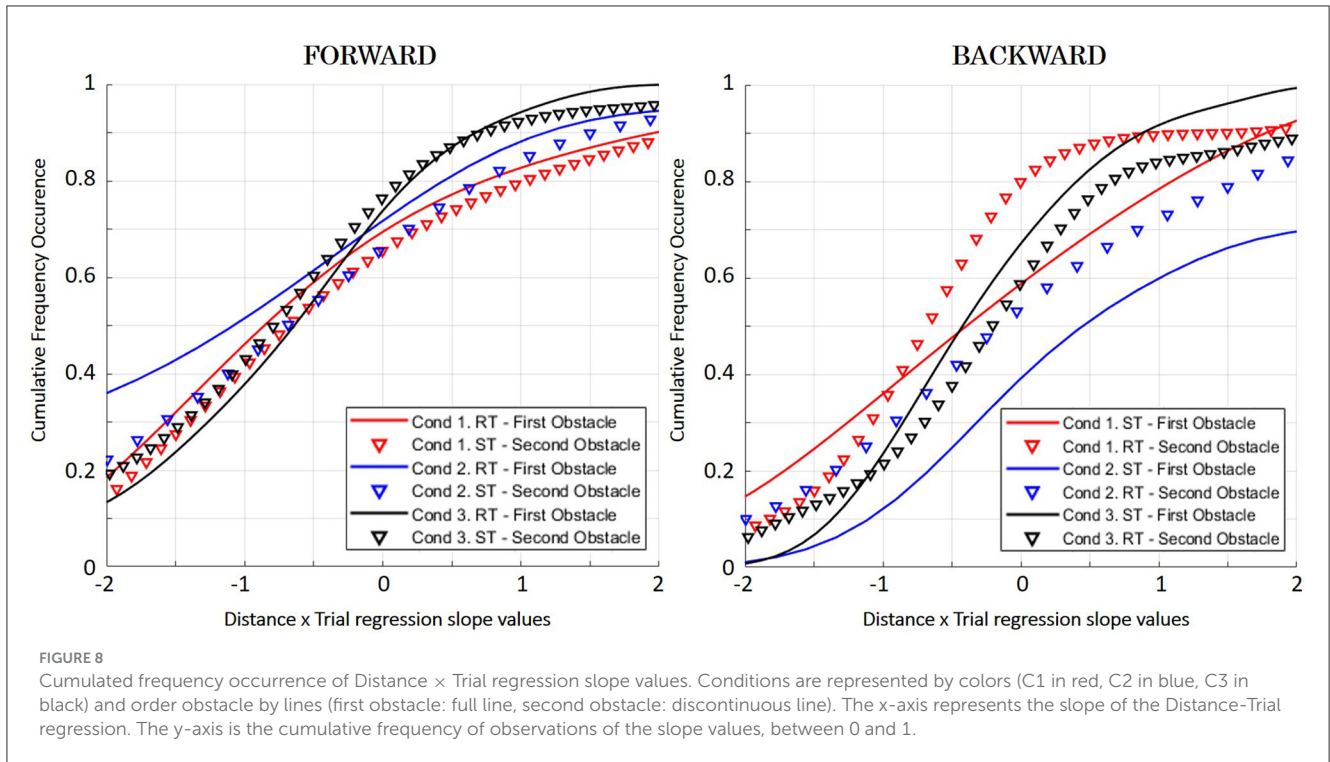 FORWARD
Cumulative Frequency Occurence
1
0.8
0.6
0.4
0.2
0
-2
-1
0
1
2
Cond 1. RT - First Obstacle
Cond 1. ST - Second Obstacle
Cond 2. RT - First Obstacle
Cond 2. ST - Second Obstacle
Cond 3. RT - First Obstacle
Cond 3. ST - Second Obstacle
Distance x Trial regression slope values
BACKWARD
Cumulative Frequency Occurence
1
0.8
0.6
0.4
0.2
0
-2
-1
0
1
2
Cond 1. ST - First Obstacle
Cond 1. RT - Second Obstacle
Cond 2. ST - First Obstacle
Cond 2. RT - Second Obstacle
Cond 3. ST - First Obstacle
Cond 3. RT - Second Obstacle
Distance x Trial regression slope values
FIGURE 8
Cumulated frequency occurrence of Distance × Trial regression slope values. Conditions are represented by colors (C1 in red, C2 in blue, C3 in
black) and order obstacle by lines (first obstacle: full line, second obstacle: discontinuous line). The x-axis represents the slope of the Distance-Trial
regression. The y-axis is the cumulative frequency of observations of the slope values, between 0 and 1.